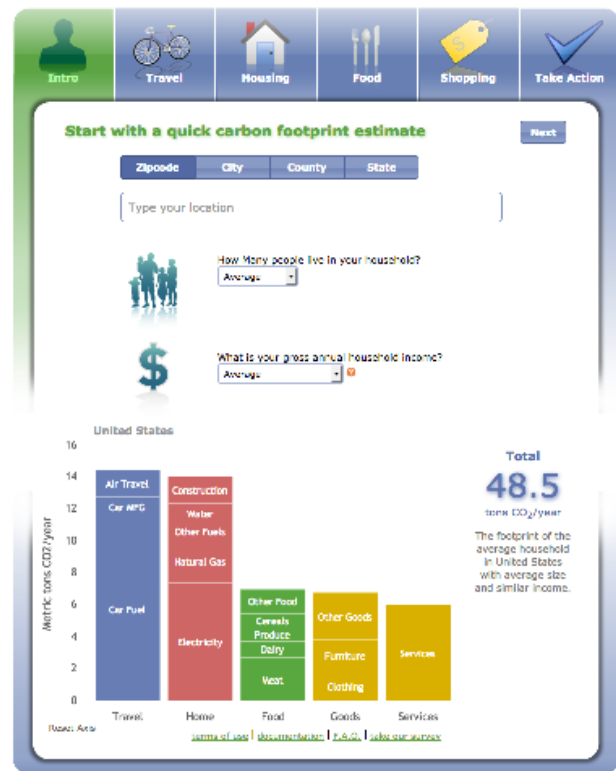 Intro
Travel
Housing
Food
Shopping
Take Action
Start with a quick carbon footprint estimate
Next
Zipcode
City
County
State
Type your location
How Many people live in your household?
Average
$
What is your gross annual household income?
Average
United States
Metric tons CO2/year
16
14
12
10
8
6
4
2
0
Air Travel
Car MFG
Car Fuel
Construction
Water
Other Fuels
Natural Gas
Electricity
Other Food
Cereals
Produce
Dairy
Meat
Other Goods
Furniture
Clothing
Services
Travel
Home
Food
Goods
Services
Reset Axis
Total
48.5
tons CO2/year
The footprint of the
average household
in United States
with average size
and similar income.
terms of use | documentation | F.A.Q. | take our survey